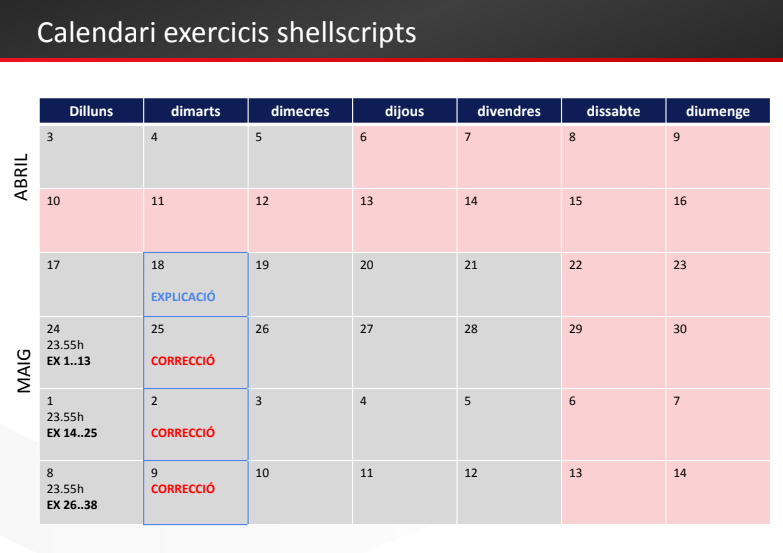 Calendari exercicis shellscripts
Dilluns dimarts dimecres dijous divendres dissabte diumenge
ABRIL
3 4 5 6 7 8 9
10 11 12 13 14 15 16
17 18 19 20 21 22 23
EXPLICACIÓ
MAIG
24 25 26 27 28 29 30
23.55h
EX 1..13 CORRECCIÓ
1 2 3 4 5 6 7
23.55h
EX 14..25 CORRECCIÓ
8 9 10 11 12 13 14
23.55h CORRECCIÓ
EX 26..38